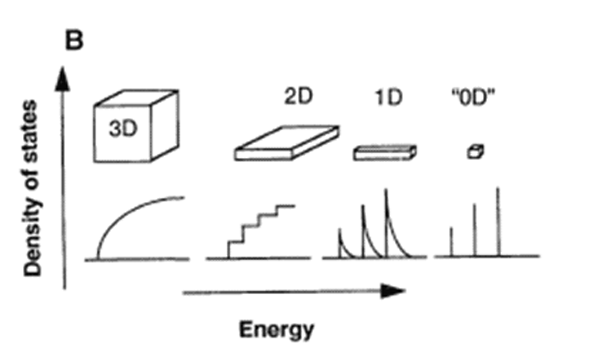 B
3D
2D
1D
“0D”
Density of states
Energy